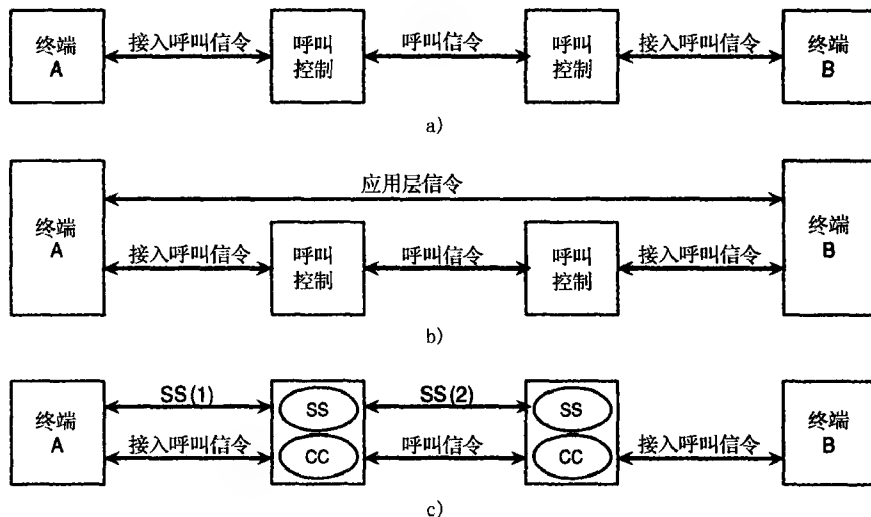 终端
A
接入呼叫信令
呼叫
控制
呼叫信令
呼叫
控制
接入呼叫信令
终端
B
a)
终端
A
应用层信令
接入呼叫信令
呼叫
控制
呼叫信令
呼叫
控制
接入呼叫信令
终端
B
b)
终端
A
SS(1)
接入呼叫信令
SS
CC
SS(2)
呼叫信令
SS
CC
接入呼叫信令
终端
B
c)